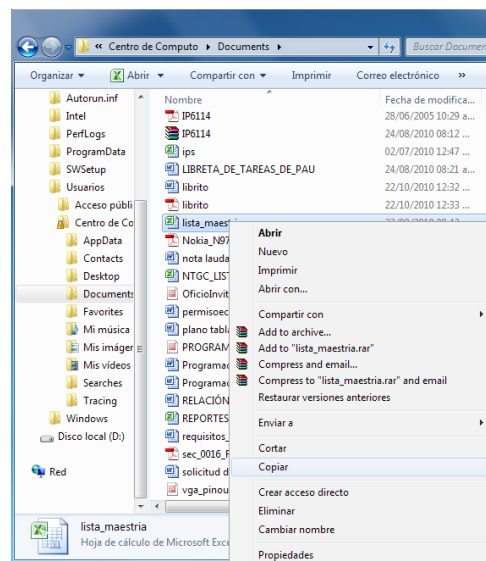 « Centro de Computo ▸ Documents ▸
Buscar Documen
Organizar
Abrir
Compartir con
Imprimir
Correo electrónico
»
Autorun.inf
Intel
PerfLogs
ProgramData
SWSetup
Usuarios
Acceso públi
Centro de Co
AppData
Contacts
Desktop
Documents
Favorites
Mi música
Mis imáger
Mis vídeos
Searches
Tracing
Windows
Disco local (D:)
Red
Nombre
Fecha de modifica...
IP6114
28/06/2005 10:29 a...
IP6114
24/08/2010 08:12 ...
ips
02/07/2010 12:47 ...
LIBRETA_DE_TAREAS_DE_PAU
24/08/2010 08:21 a...
librito
22/10/2010 12:32 ...
librito
22/10/2010 12:33 ...
lista_maest
Nokia_N97
nota lauda
NTGC_LIS
OficioInvit
permisoec
plano tabl
PROGRAM
Programac
Programac
RELACIÓN
REPORTES
requisitos_
sec_0016_F
solicitud d
vga_pinou
Abrir
Nuevo
Imprimir
Abrir con...
Compartir con
Add to archive...
Add to "lista_maestria.rar"
Compress and email...
Compress to "lista_maestria.rar" and email
Restaurar versiones anteriores
Enviar a
Cortar
Copiar
Crear acceso directo
Eliminar
Cambiar nombre
Propiedades
lista_maestria
Hoja de cálculo de Microsoft Exce